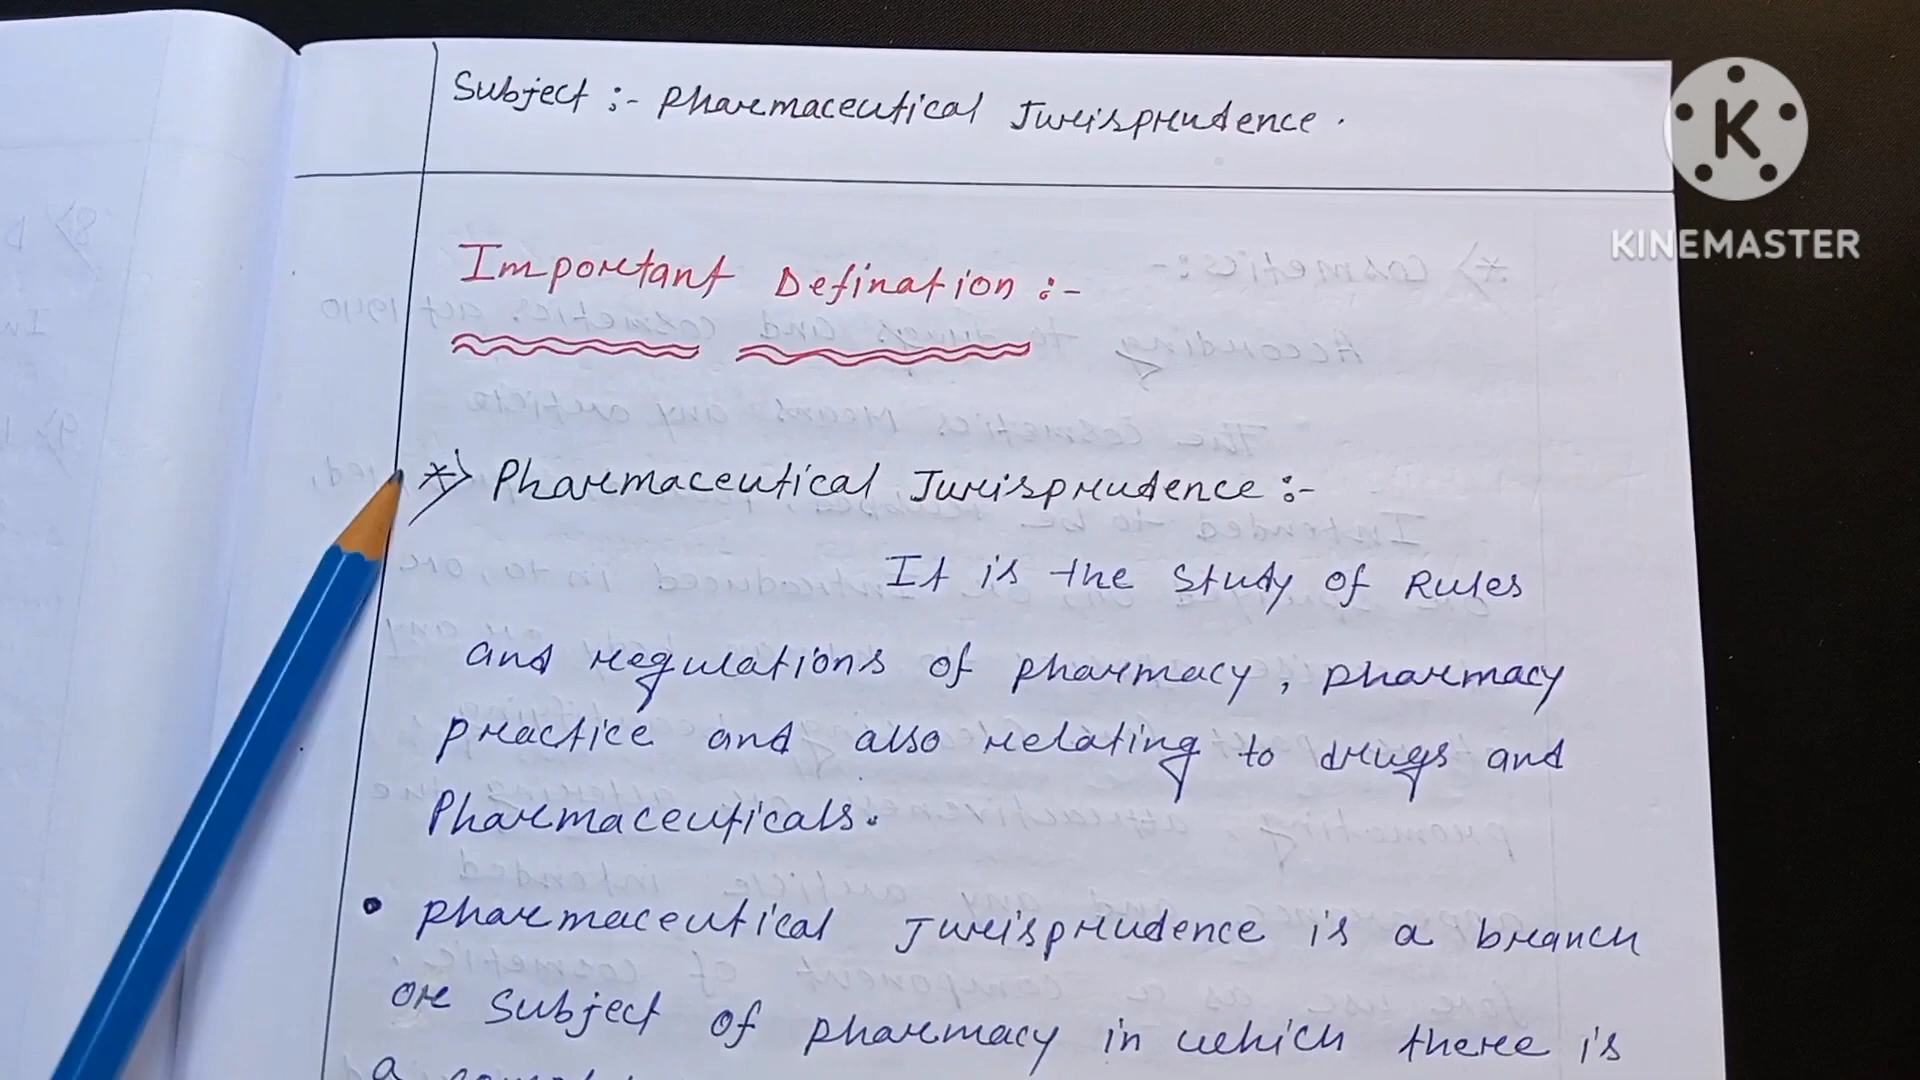 Subject :- Pharmaceutical Jurisprudence.
Important Defination :-
*> Pharmaceutical Jurisprudence :-
It is the Study of Rules
and regulations of pharmacy, pharmacy
practice and also relating to drugs and
Pharmaceuticals.
• pharmaceutical Jurisprudence is a branch
or Subject of pharmacy in which there is
a
K
KINEMASTER